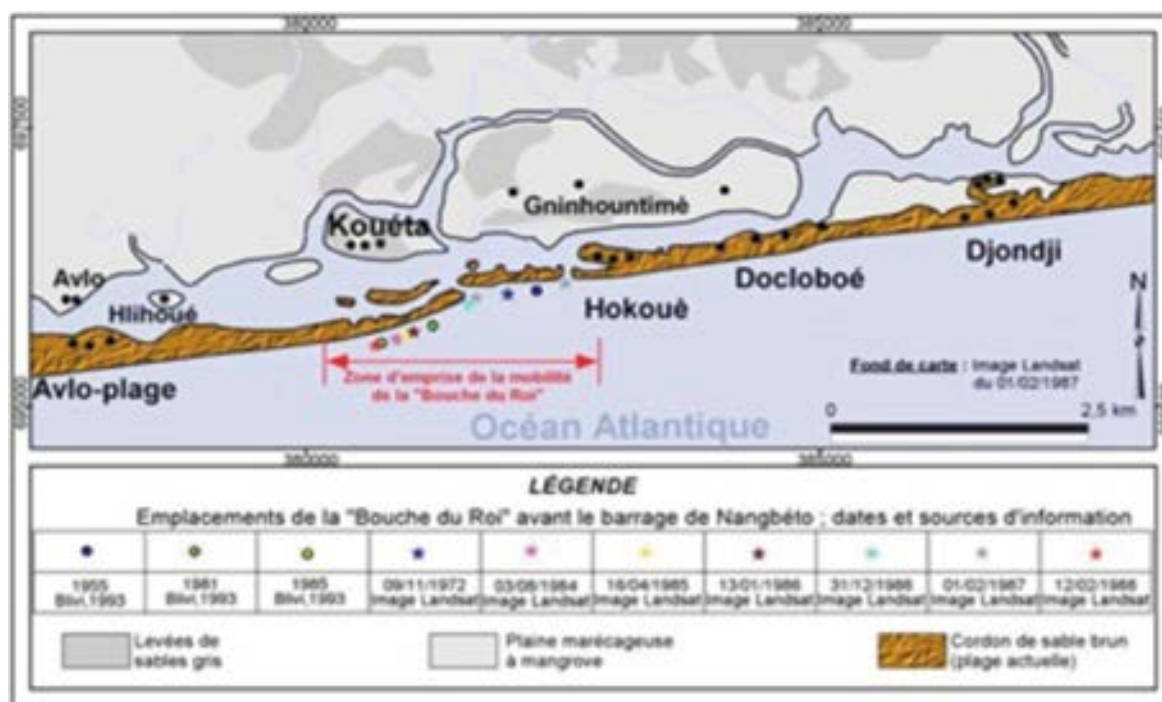 380000
385000
697500
Avlo
Hlihoué
Kouéta
Gninhountimè
Avlo-plage
Hokouè
Docloboé
Djondji
N
Zone d'emprise de la mobilité
de la "Bouche du Roi"
Fond de carte : Image Landsat
du 01/02/1987
0
2,5 km
Océan Atlantique
380000
385000
LÉGENDE
Emplacements de la "Bouche du Roi" avant le barrage de Nangbéto ; dates et sources d'information
1955 1981 1985 09/11/1972 03/08/1984 16/04/1985 13/01/1986 31/12/1986 01/02/1987 12/02/1988
Blivi,1993 Blivi,1993 Blivi,1993 Image Landsat Image Landsat Image Landsat Image Landsat Image Landsat Image Landsat Image Landsat
Levées de
sables gris
Plaine marécageuse
à mangrove
Cordon de sable brun
(plage actuelle)